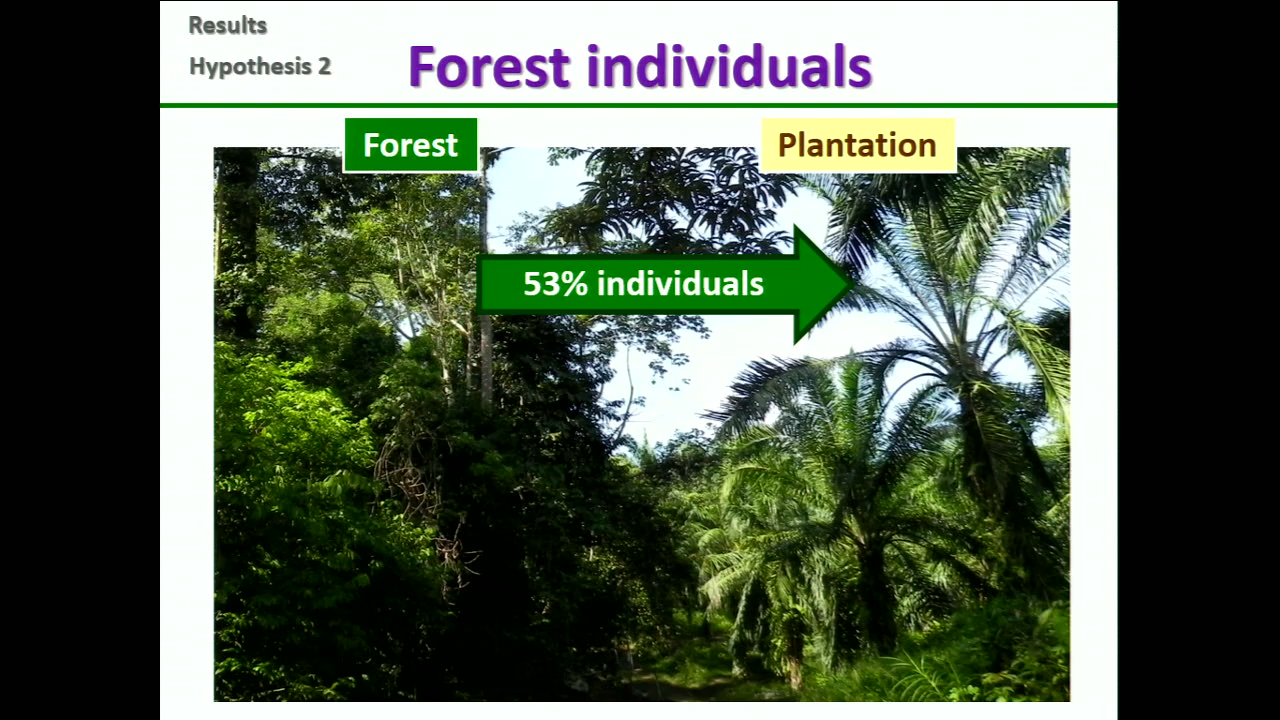 Results
Hypothesis 2
Forest individuals
Forest
Plantation
53% individuals